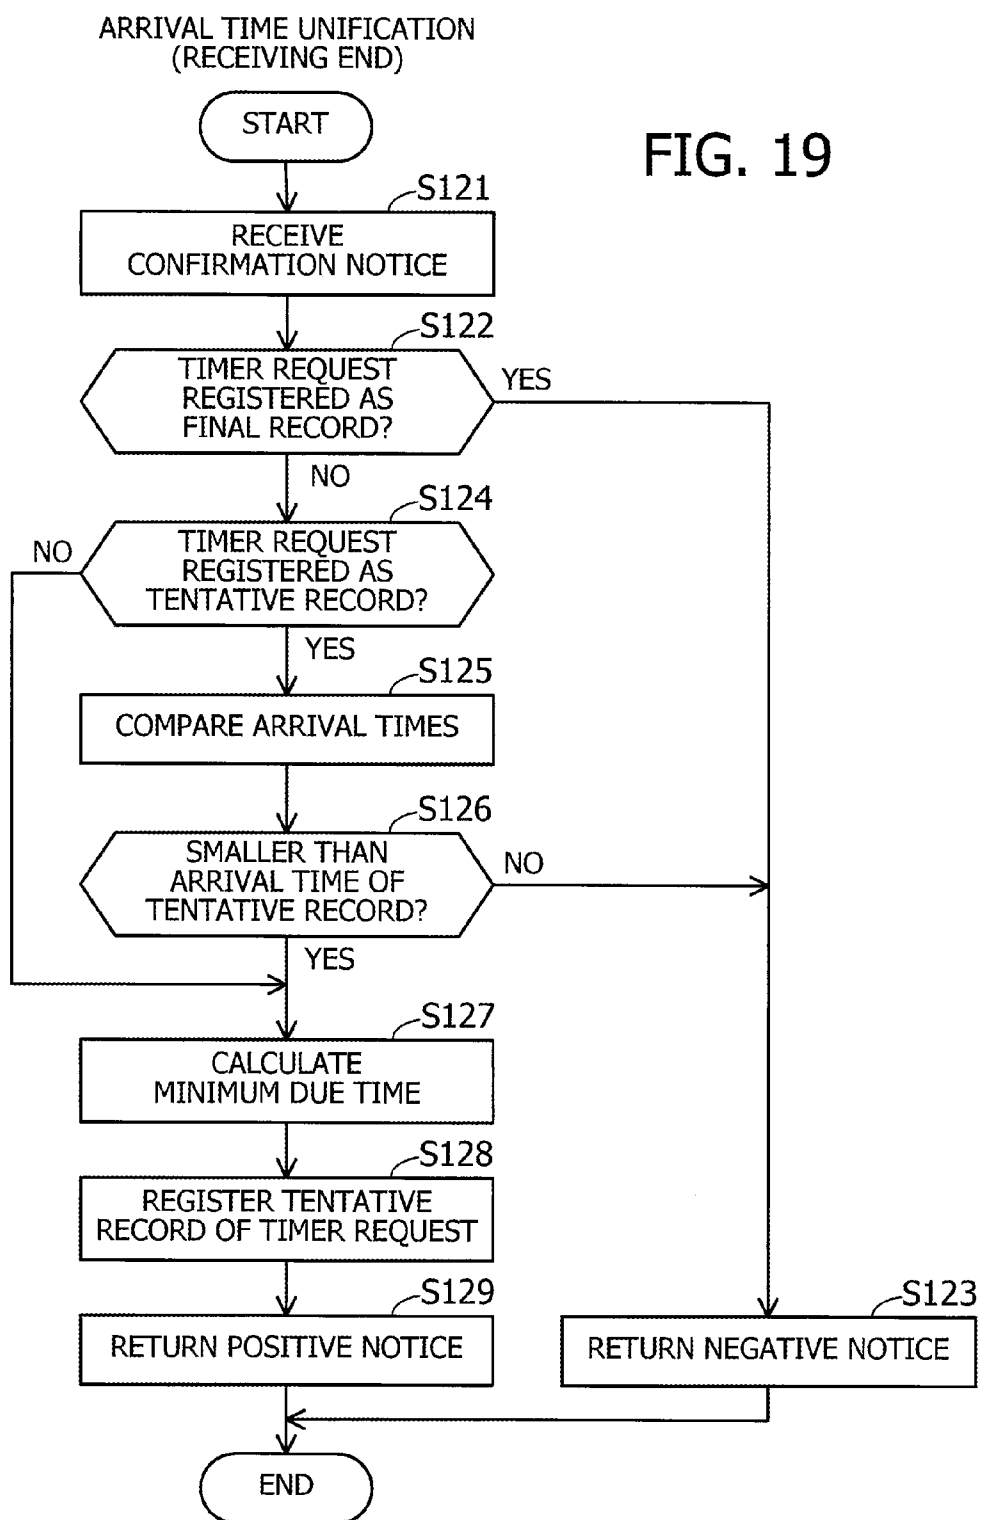 ARRIVAL TIME UNIFICATION
(RECEIVING END)
START
FIG. 19
S121
RECEIVE
CONFIRMATION NOTICE
S122
TIMER REQUEST
REGISTERED AS
FINAL RECORD?
YES
NO
S124
TIMER REQUEST
REGISTERED AS
TENTATIVE RECORD?
NO
YES
S125
COMPARE ARRIVAL TIMES
S126
SMALLER THAN
ARRIVAL TIME OF
TENTATIVE RECORD?
NO
YES
S127
CALCULATE
MINIMUM DUE TIME
S128
REGISTER TENTATIVE
RECORD OF TIMER REQUEST
S129
RETURN POSITIVE NOTICE
S123
RETURN NEGATIVE NOTICE
END